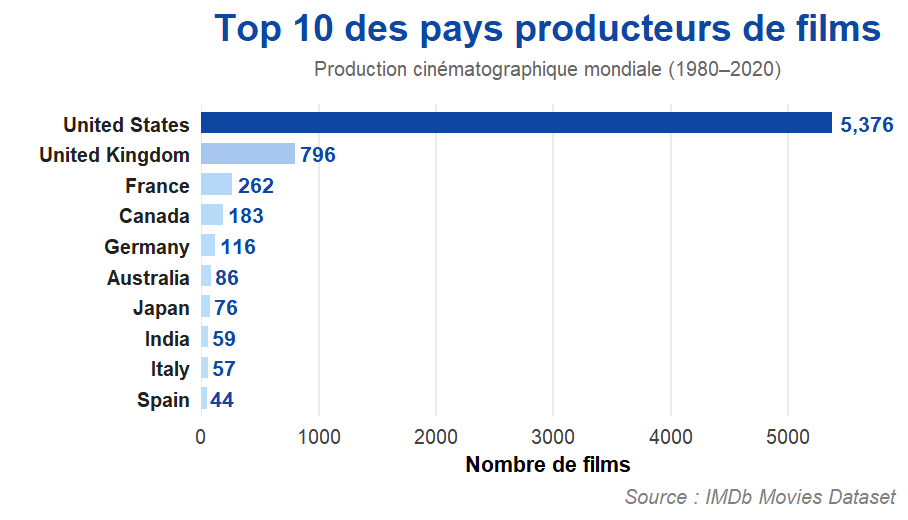 Top 10 des pays producteurs de films
Production cinématographique mondiale (1980–2020)
United States 5,376
United Kingdom 796
France 262
Canada 183
Germany 116
Australia 86
Japan 76
India 59
Italy 57
Spain 44
0 1000 2000 3000 4000 5000
Nombre de films
Source : IMDb Movies Dataset